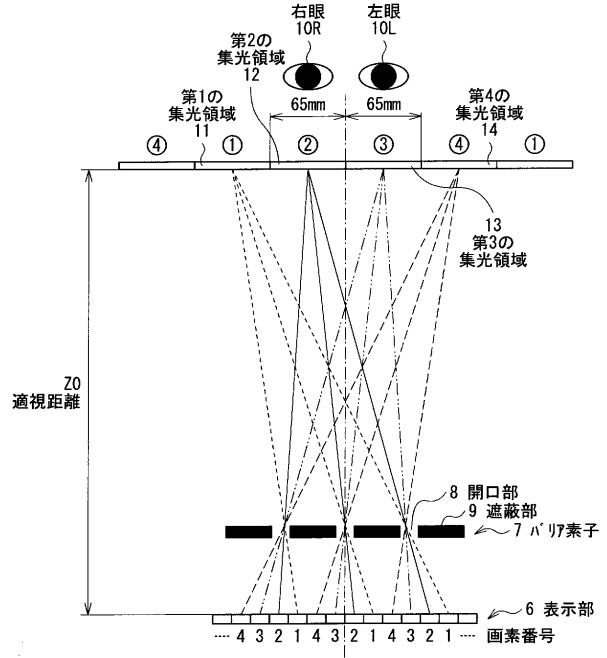 右眼
10R
左眼
10L
第2の
集光領域
12
第1の
集光領域
11
65mm
65mm
第4の
集光領域
14
④
①
②
③
④
①
13
第3の
集光領域
Z0
適視距離
8 開口部
9 遮蔽部
7 バリア素子
6 表示部
---- 4 3 2 1 4 3 2 1 4 3 2 1 ---- 画素番号